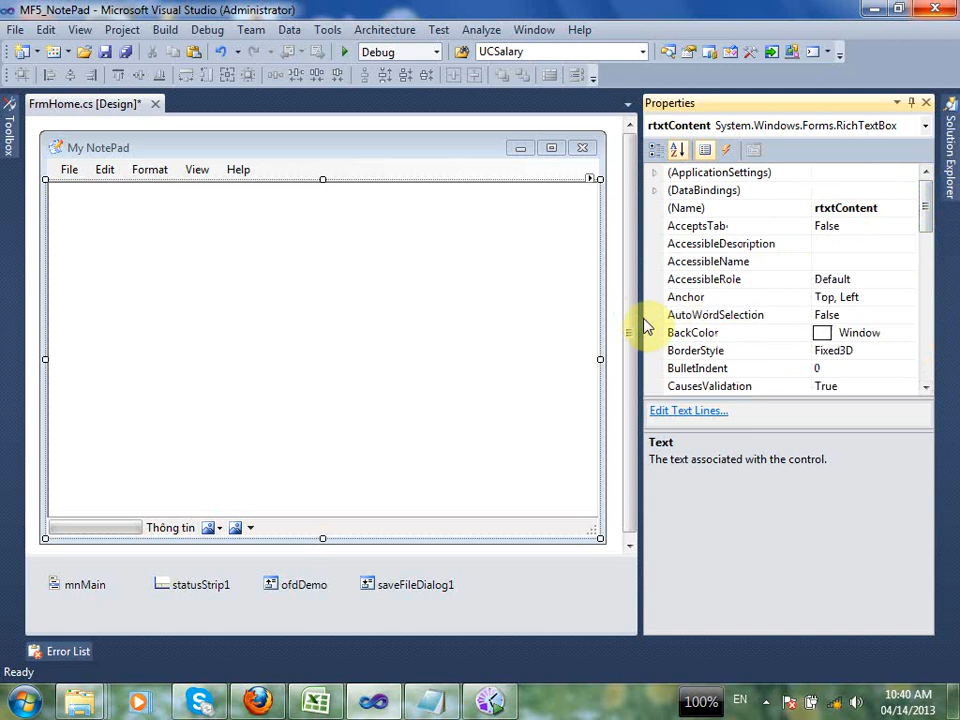 MF5_NotePad - Microsoft Visual Studio (Administrator)
File Edit View Project Build Debug Team Data Tools Architecture Test Analyze Window Help
Debug UCSalary
Toolbox
FrmHome.cs [Design]*
My NotePad
File Edit Format View Help
Thông tin
mnMain statusStrip1 ofdDemo saveFileDialog1
Properties
rtxtContent System.Windows.Forms.RichTextBox
(ApplicationSettings)
(DataBindings)
(Name) rtxtContent
AcceptsTab False
AccessibleDescription
AccessibleName
AccessibleRole Default
Anchor Top, Left
AutoWordSelection False
BackColor Window
BorderStyle Fixed3D
BulletIndent 0
CausesValidation True
Edit Text Lines...
Text
The text associated with the control.
Solution Explorer
Error List
Ready
100% EN 10:40 AM
04/14/2013